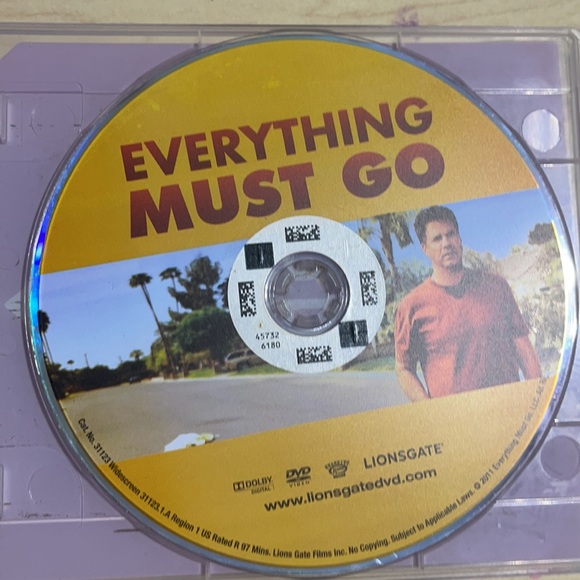 EVERYTHING
MUST GO
45732
6180
DOLBY
DIGITAL
DVD
VIDEO
LIONSGATE
www.lionsgatedvd.com
Cat. No. 31123 Widescreen 31123.1.A Region 1 US Rated R 97 Mins. Lions Gate Films Inc. No Copying. Subject to Applicable Laws. © 2011 Everything Must Go, LLC.